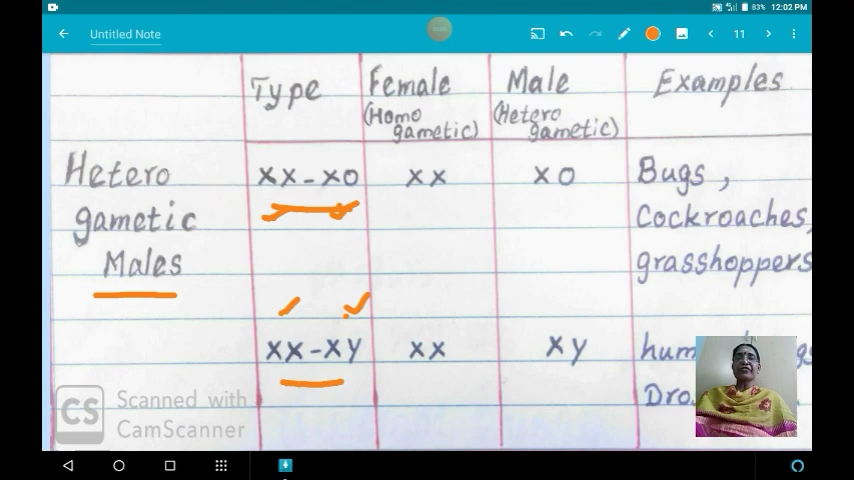 83% 12:02 PM
Untitled Note
11
Type Female Male Examples
(Homo gametic) (Hetero gametic)
Hetero XX-XO XX XO Bugs,
gametic Cockroaches,
Males grasshoppers
XX-XY XX XY
CS Scanned with
CamScanner